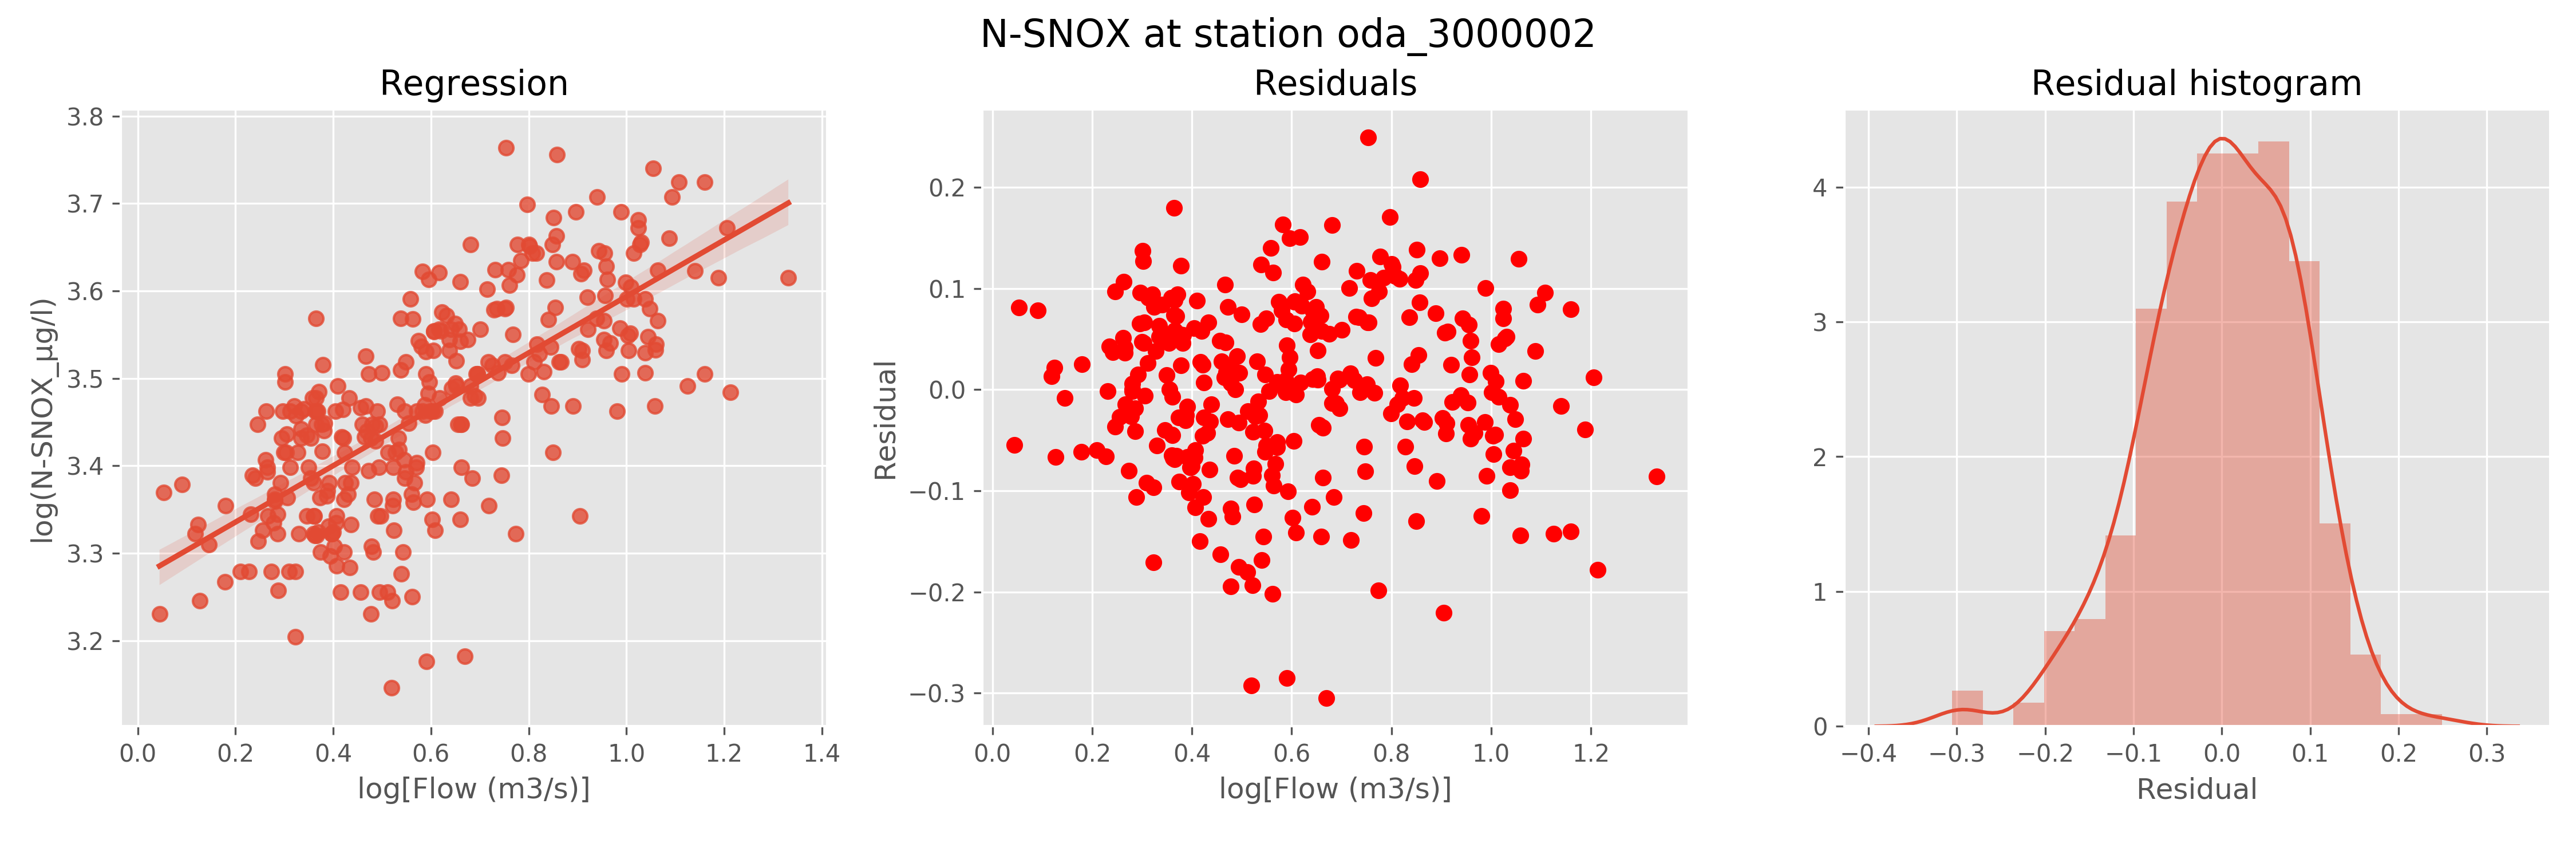 N-SNOX at station oda_3000002
Regression
3.8
3.7
3.6
3.5
3.4
3.3
3.2
log(N-SNOX_μg/l)
0.0 0.2 0.4 0.6 0.8 1.0 1.2 1.4
log[Flow (m3/s)]
Residuals
0.2
0.1
0.0
−0.1
−0.2
−0.3
Residual
0.0 0.2 0.4 0.6 0.8 1.0 1.2
log[Flow (m3/s)]
Residual histogram
4
3
2
1
0
−0.4 −0.3 −0.2 −0.1 0.0 0.1 0.2 0.3
Residual